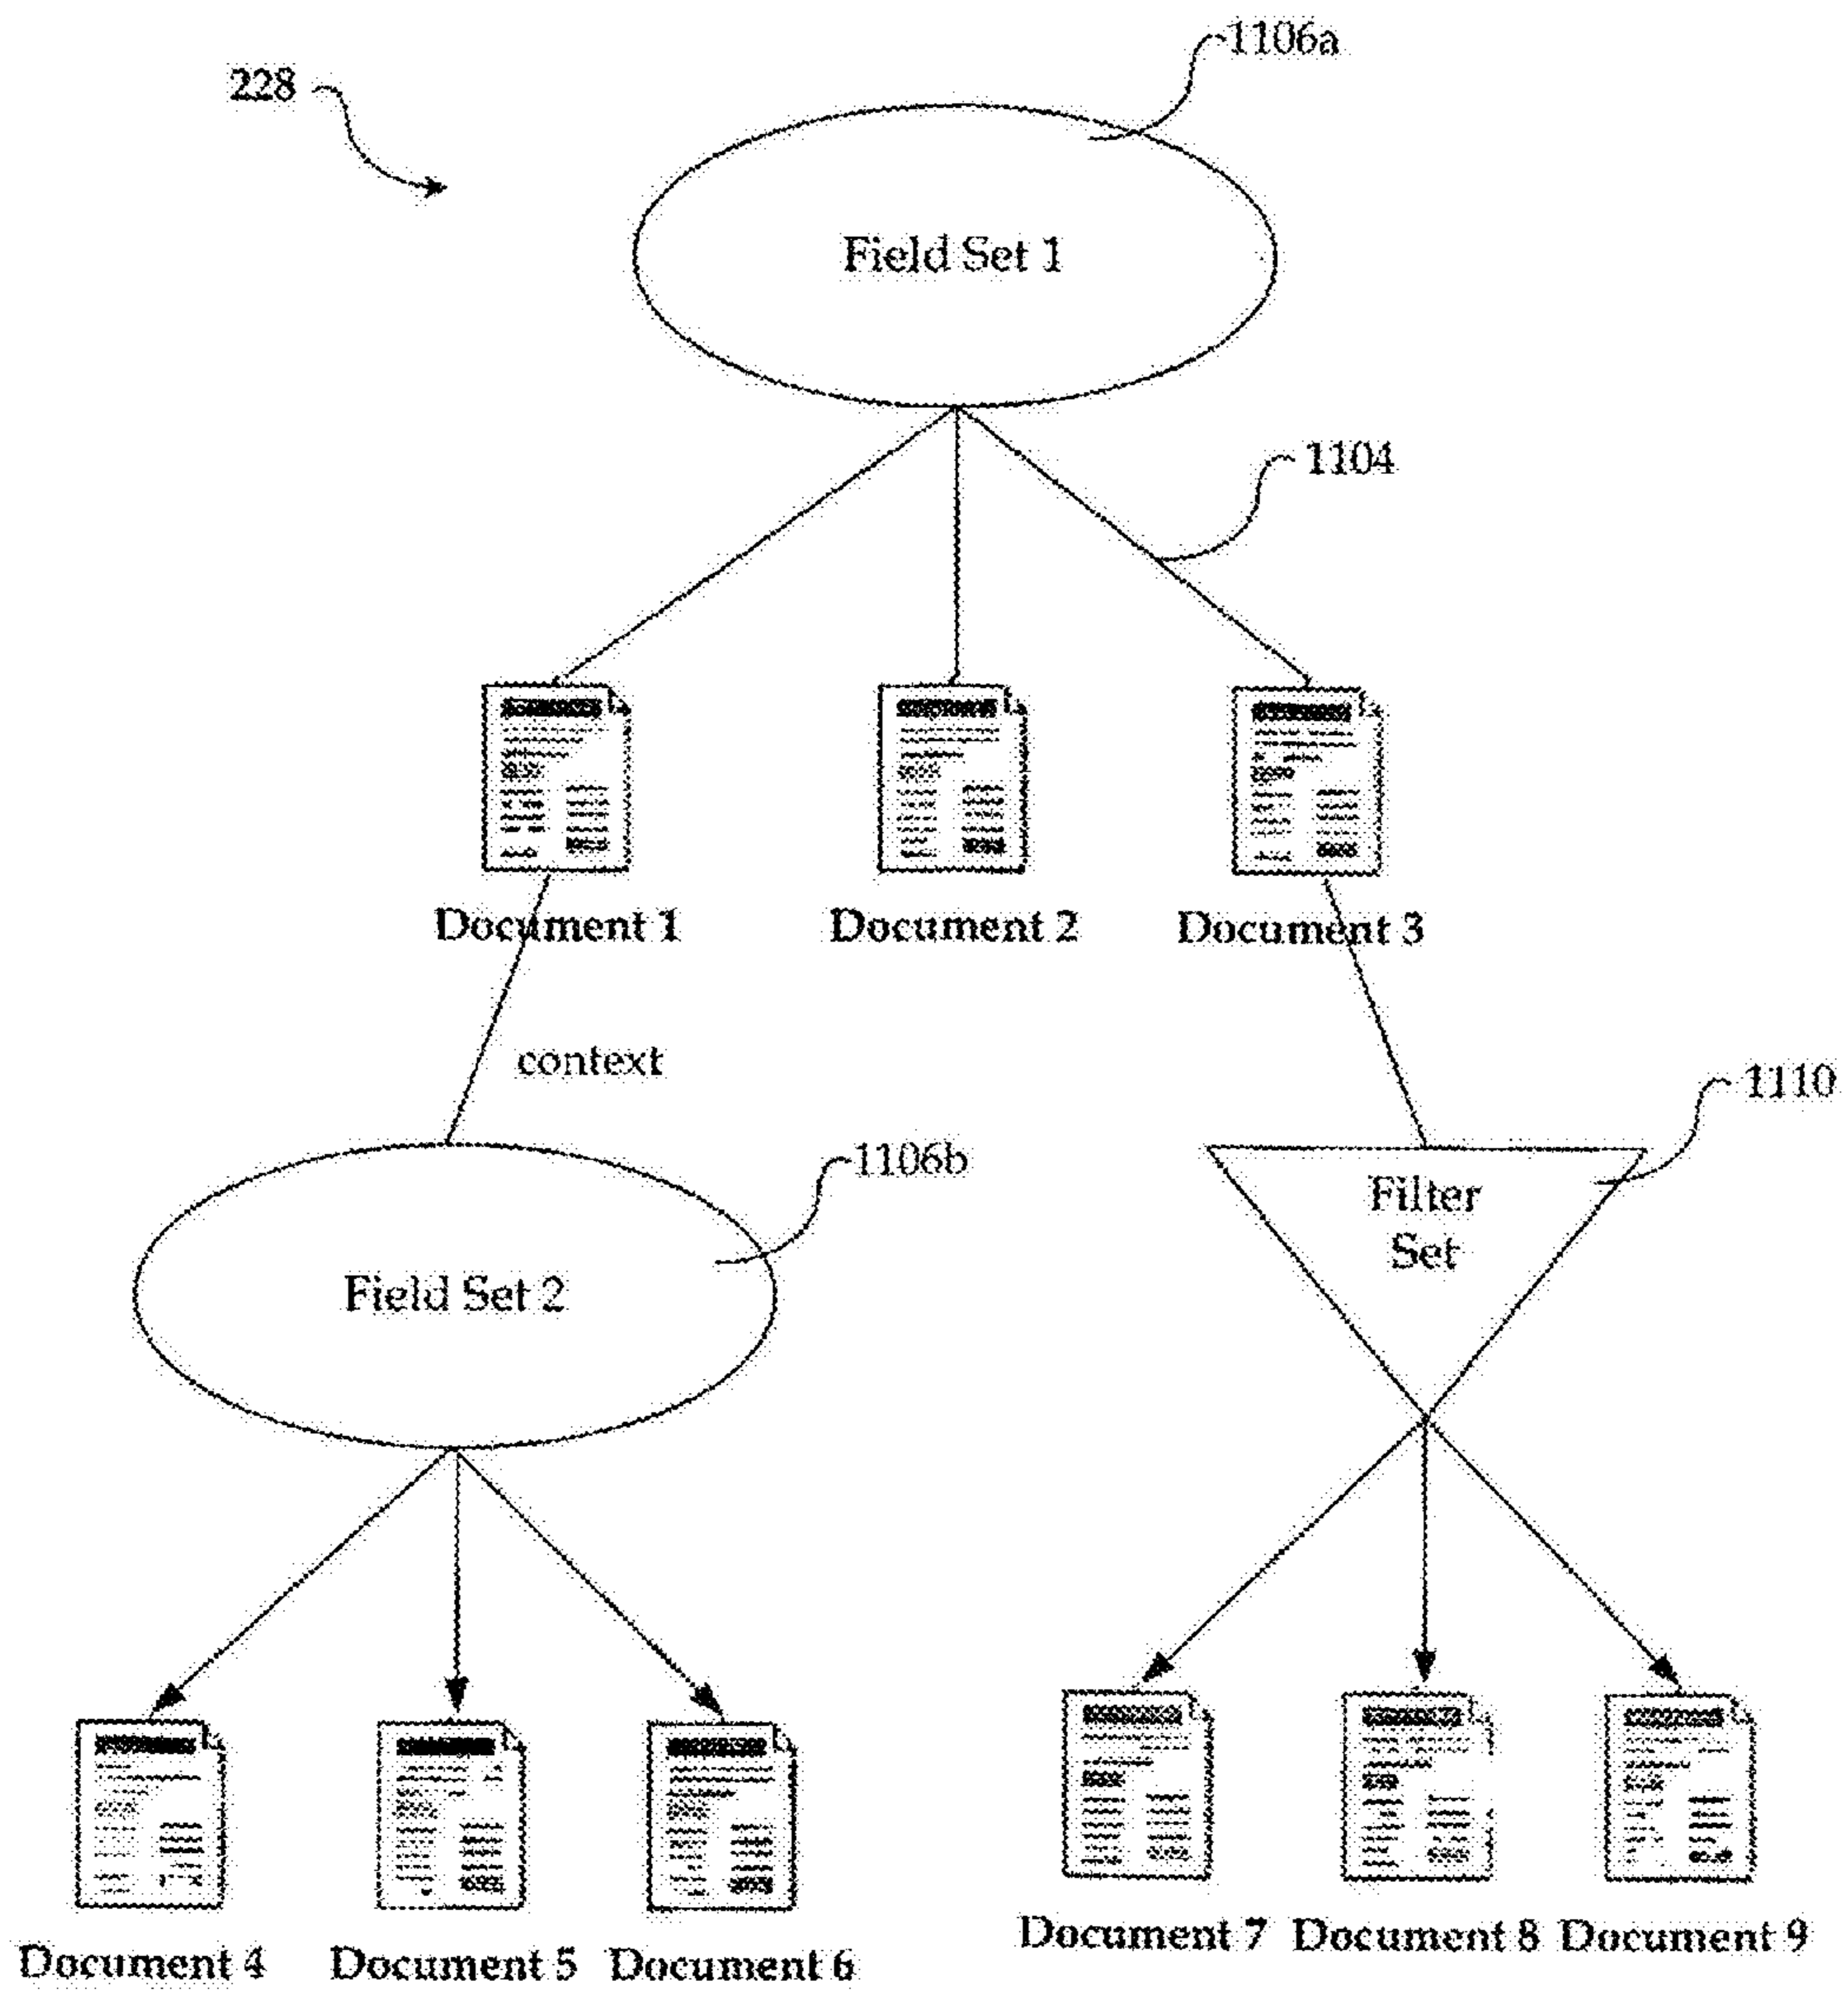 1106a
228
Field Set 1
1104
Document 1
Document 2
Document 3
context
1110
1106b
Filter
Set
Field Set 2
Document 7
Document 8
Document 9
Document 4
Document 5
Document 6